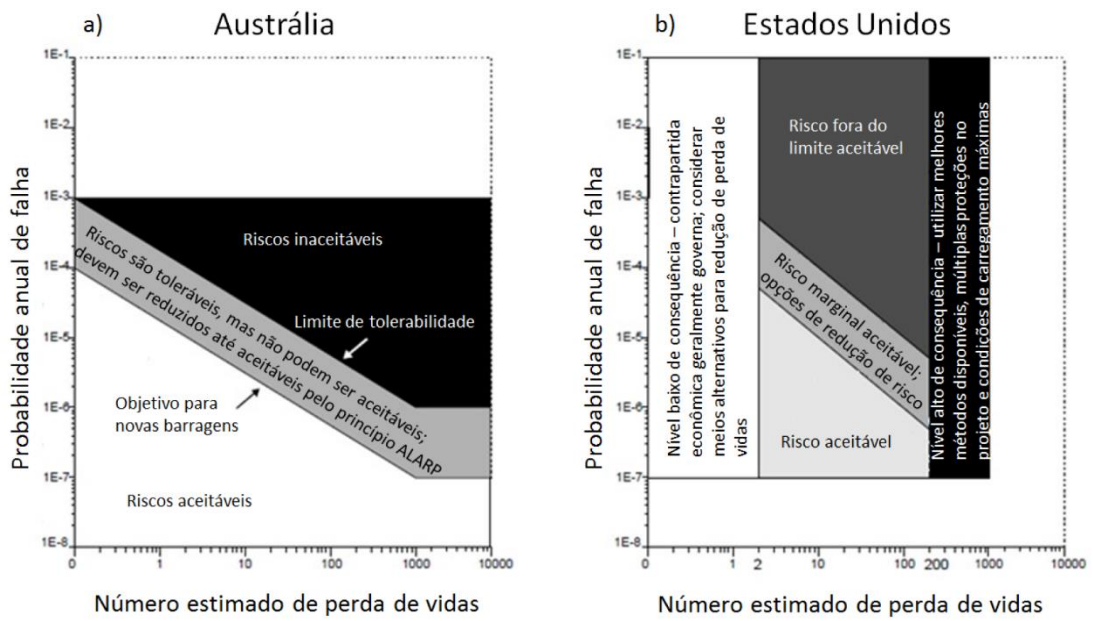 a)
Austrália
Probabilidade anual de falha
1E-1
1E-2
1E-3
1E-4
1E-5
1E-6
1E-7
1E-8
Riscos inaceitáveis
Riscos são toleráveis, mas não podem ser aceitáveis;
devem ser reduzidos até aceitáveis pelo princípio ALARP
Limite de tolerabilidade
Objetivo para
novas barragens
Riscos aceitáveis
0 1 10 100 1000 10000
Número estimado de perda de vidas
b)
Estados Unidos
Probabilidade anual de falha
1E-1
1E-2
1E-3
1E-4
1E-5
1E-6
1E-7
1E-8
Nível baixo de consequência – contrapartida
econômica geralmente governa; considerar
meios alternativos para redução de perda de
vidas
Risco fora do
limite aceitável
Risco marginal aceitável;
opções de redução de risco
Risco aceitável
Nível alto de consequência – utilizar melhores
métodos disponíveis, múltiplas proteções no
projeto e condições de carregamento máximas
0 1 2 10 100 200 1000 10000
Número estimado de perda de vidas